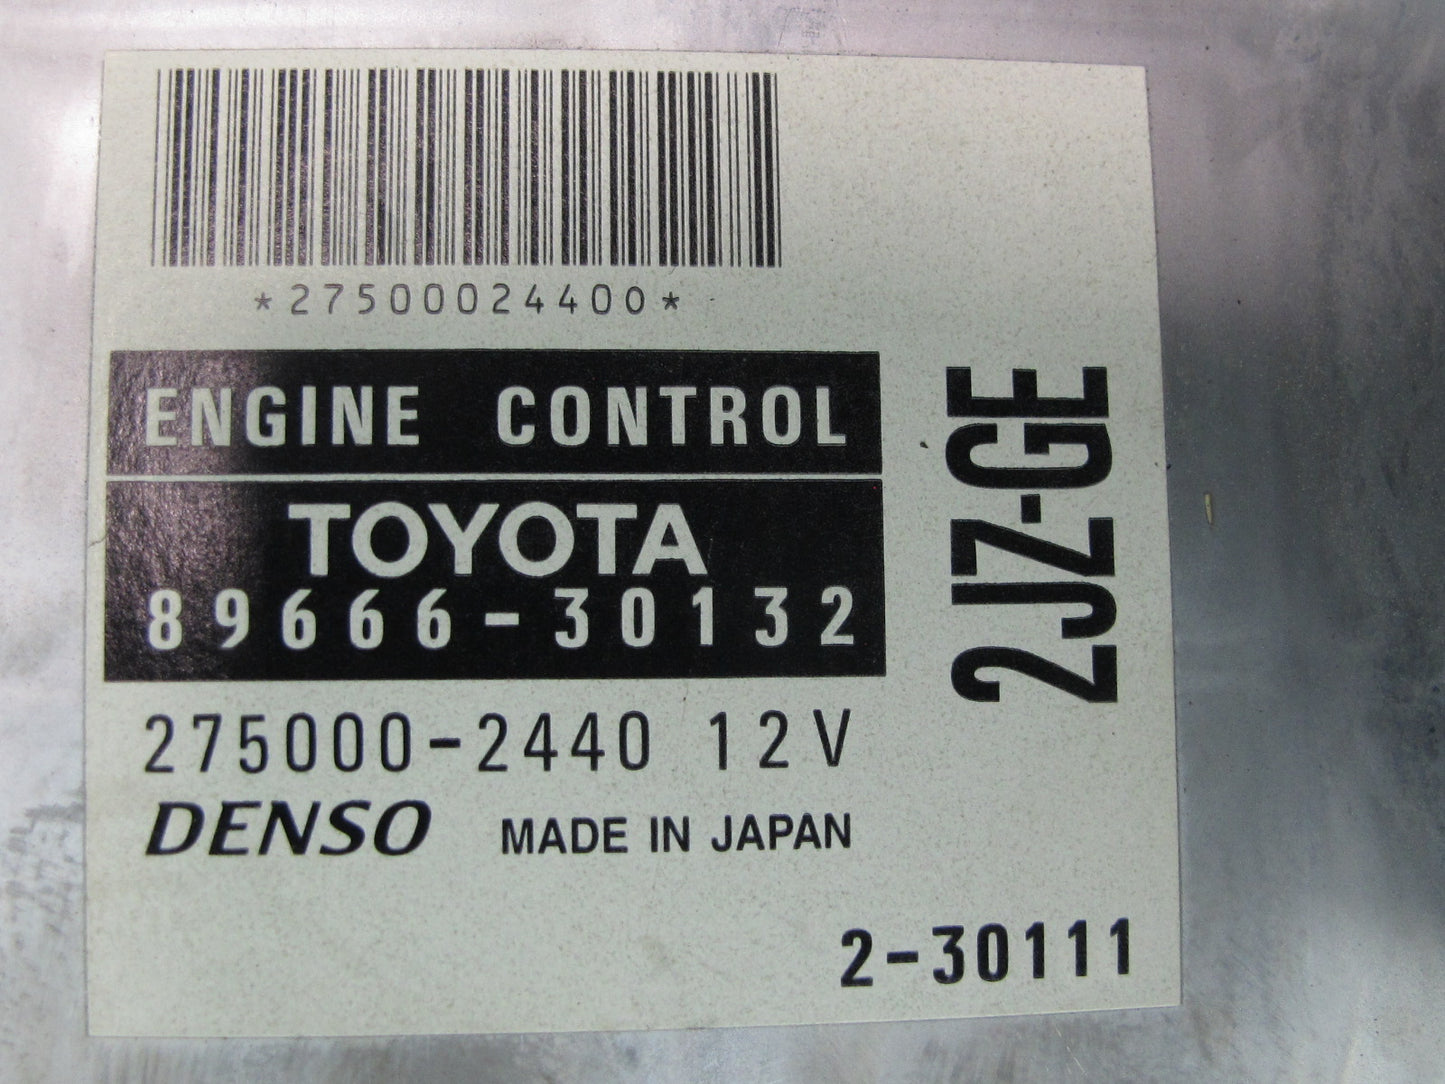 *27500024400*
ENGINE CONTROL
TOYOTA
89666-30132
275000-2440 12V
DENSO MADE IN JAPAN
2JZ-GE
2-30111